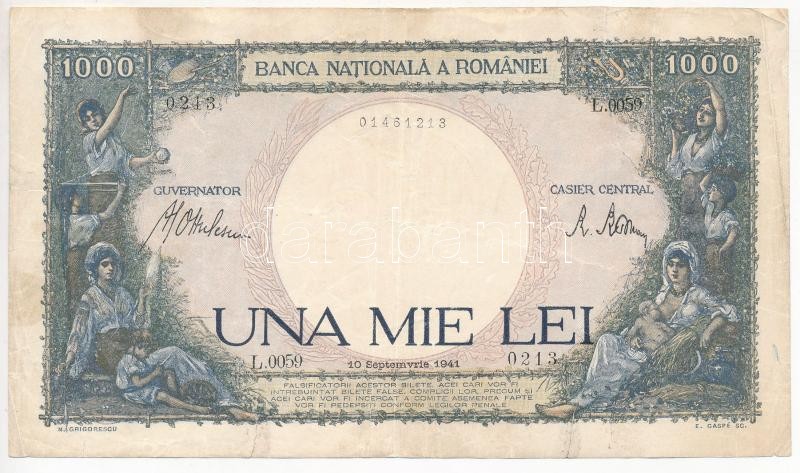 1000 BANCA NAȚIONALĂ A ROMÂNIEI 1000
0213 L.0059
01461213
GUVERNATOR CASIER CENTRAL
darabanth
UNA MIE LEI
L.0059 10 Septemvrie 1941 0213
FALSIFICATORII ACESTOR BILETE, ACEI CARI VOR FI
INTREBUINȚAT BILETE FALSE, COMPLICII LOR, PRECUM ȘI
ACEI CARI VOR FI INCERCAT A COMITE ASEMENEA FAPTE
VOR FI PEDEPSIȚI CONFORM LEGILOR PENALE
N. GRIGORESCU E. GASPÉ SC.